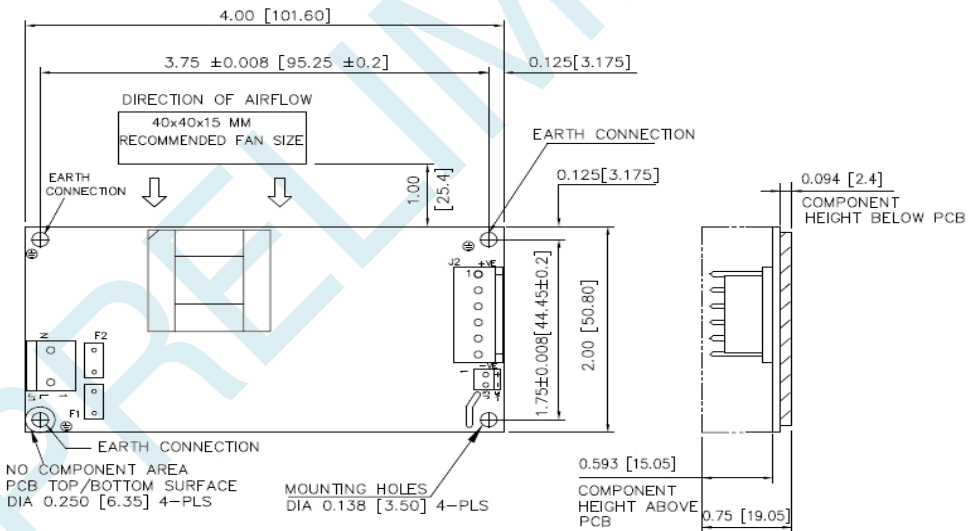 4.00 [101.60]
3.75 ±0.008 [95.25 ±0.2]
0.125[3.175]
DIRECTION OF AIRFLOW
40x40x15 MM
RECOMMENDED FAN SIZE
EARTH CONNECTION
EARTH
CONNECTION
1.00
[25.4]
0.125[3.175]
0.094 [2.4]
COMPONENT
HEIGHT BELOW PCB
J2
+VE
1
1.75±0.008[44.45±0.2]
2.00 [50.80]
N
F2
-VE
1
J1
L
1
F1
J3
-
+
EARTH CONNECTION
NO COMPONENT AREA
PCB TOP/BOTTOM SURFACE
DIA 0.250 [6.35] 4-PLS
MOUNTING HOLES
DIA 0.138 [3.50] 4-PLS
0.593 [15.05]
COMPONENT
HEIGHT ABOVE
PCB
0.75 [19.05]
PRELIM